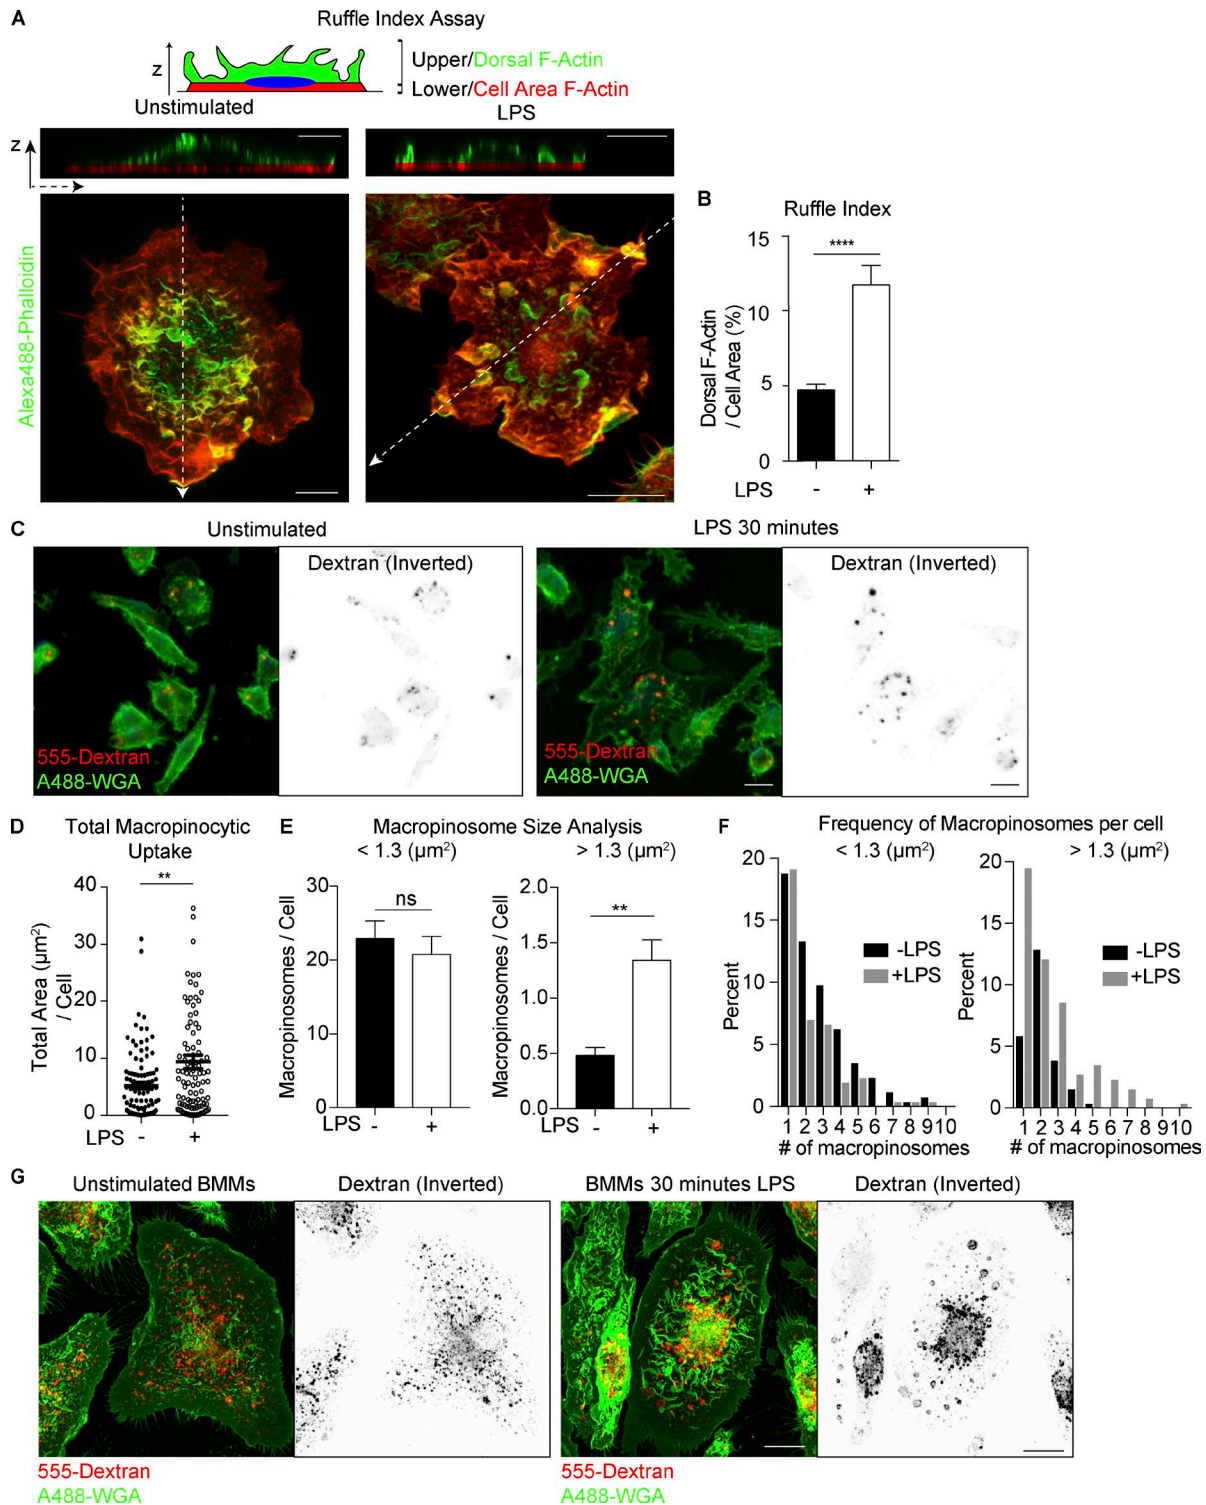 A
Ruffle Index Assay
z
Upper/Dorsal F-Actin
Lower/Cell Area F-Actin
Unstimulated
LPS
z
Alexa488-Phalloidin
B
Ruffle Index
15
10
5
0
****
Dorsal F-Actin
/ Cell Area (%)
LPS - +
C
Unstimulated
LPS 30 minutes
Dextran (Inverted)
Dextran (Inverted)
555-Dextran
A488-WGA
555-Dextran
A488-WGA
D
Total Macropinocytic
Uptake
**
40
30
20
10
0
Total Area (µm²)
/ Cell
LPS - +
E
Macropinosome Size Analysis
< 1.3 (µm²)
> 1.3 (µm²)
Macropinosomes / Cell
30
20
10
0
ns
LPS - +
Macropinosomes / Cell
2.0
1.5
1.0
0.5
0.0
**
LPS - +
F
Frequency of Macropinosomes per cell
< 1.3 (µm²)
> 1.3 (µm²)
Percent
20
15
10
5
0
-LPS
+LPS
1 2 3 4 5 6 7 8 9 10
# of macropinosomes
Percent
20
15
10
5
0
-LPS
+LPS
1 2 3 4 5 6 7 8 9 10
# of macropinosomes
G
Unstimulated BMMs
Dextran (Inverted)
BMMs 30 minutes LPS
Dextran (Inverted)
555-Dextran
A488-WGA
555-Dextran
A488-WGA